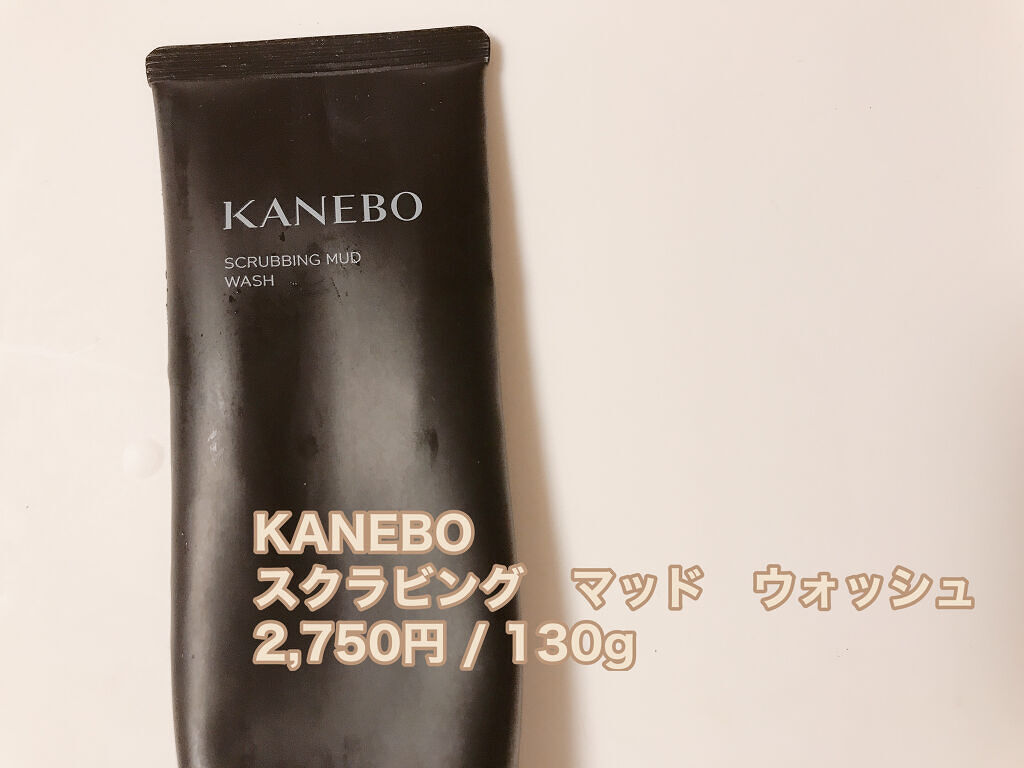 KANEBO
SCRUBBING MUD
WASH
KANEBO
スクラビング　マッド　ウォッシュ
2,750円 / 130g